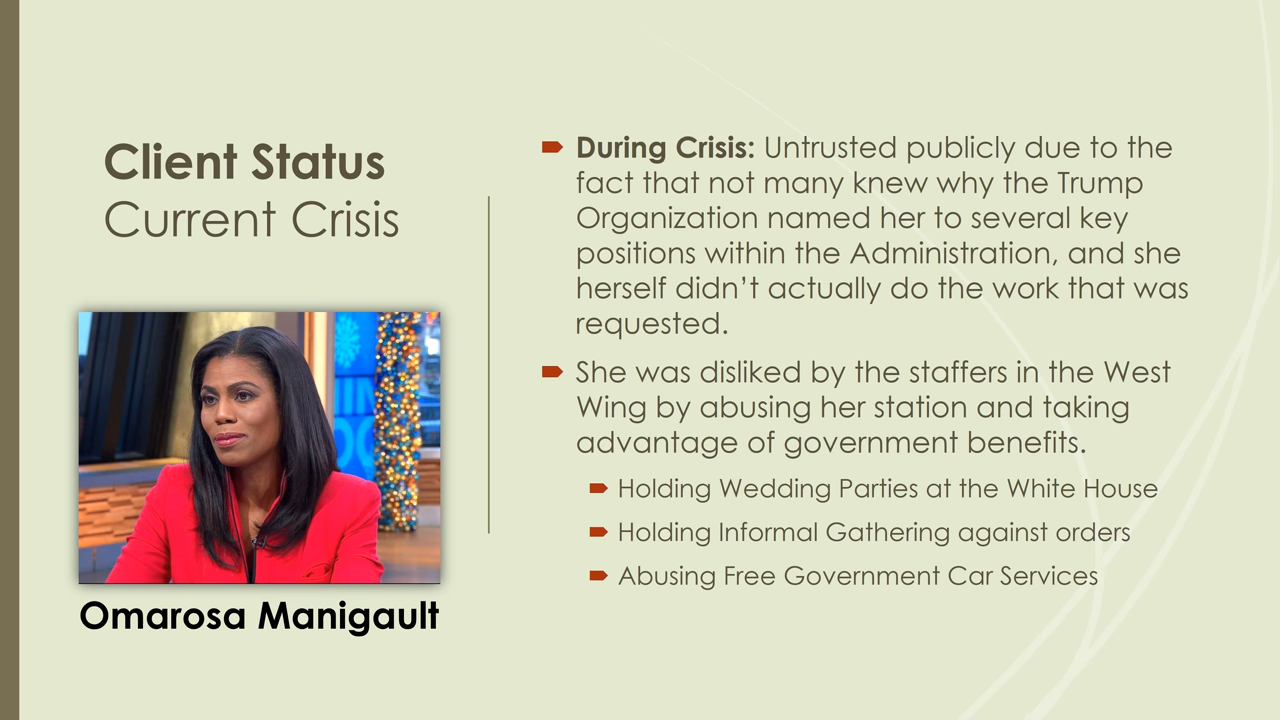 Client Status
Current Crisis
During Crisis: Untrusted publicly due to the
fact that not many knew why the Trump
Organization named her to several key
positions within the Administration, and she
herself didn’t actually do the work that was
requested.
She was disliked by the staffers in the West
Wing by abusing her station and taking
advantage of government benefits.
Holding Wedding Parties at the White House
Holding Informal Gathering against orders
Abusing Free Government Car Services
Omarosa Manigault